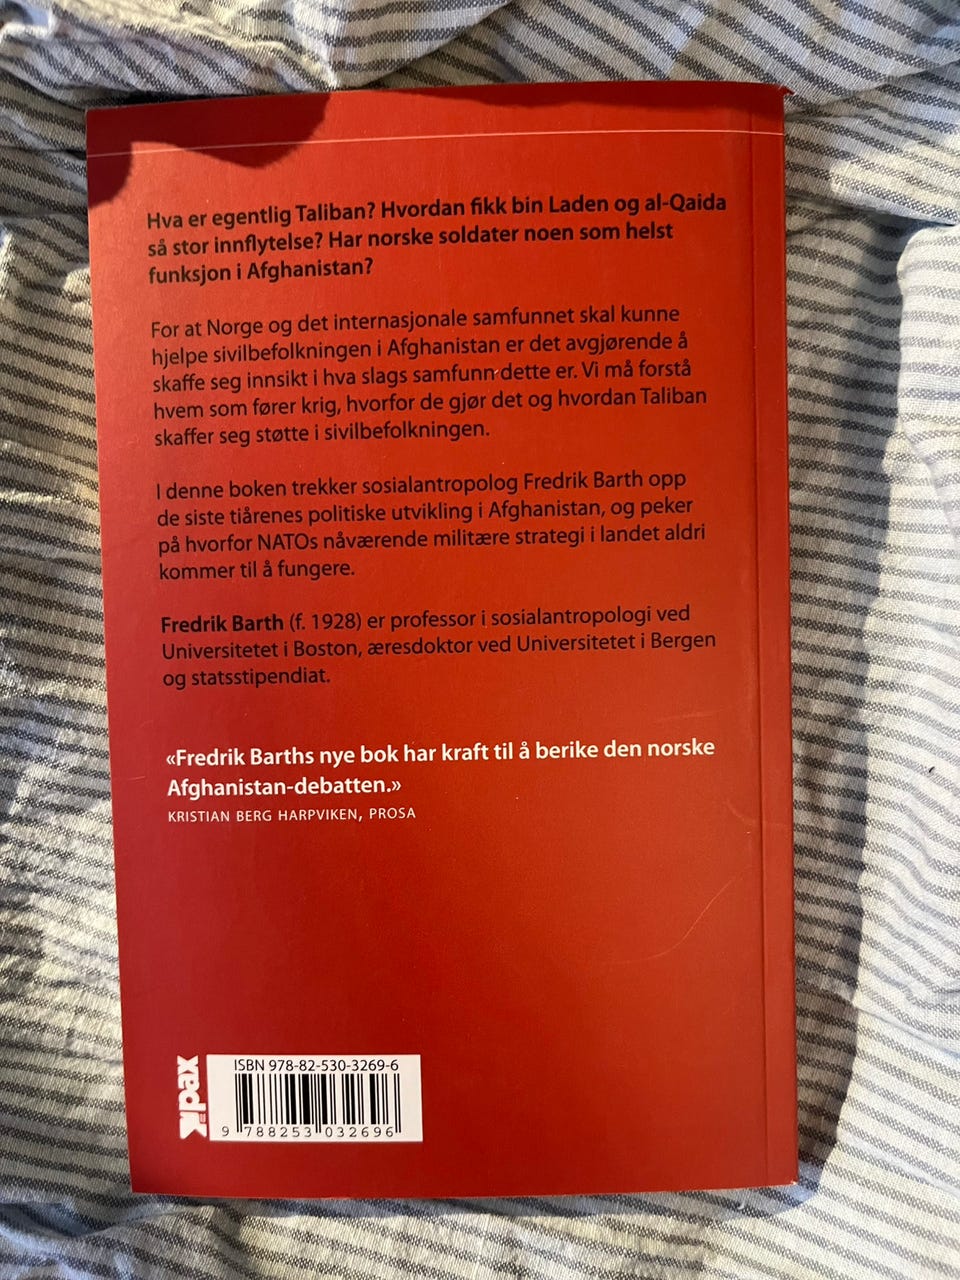 Hva er egentlig Taliban? Hvordan fikk bin Laden og al-Qaida
så stor innflytelse? Har norske soldater noen som helst
funksjon i Afghanistan?
For at Norge og det internasjonale samfunnet skal kunne
hjelpe sivilbefolkningen i Afghanistan er det avgjørende å
skaffe seg innsikt i hva slags samfunn dette er. Vi må forstå
hvem som fører krig, hvorfor de gjør det og hvordan Taliban
skaffer seg støtte i sivilbefolkningen.
I denne boken trekker sosialantropolog Fredrik Barth opp
de siste tiårenes politiske utvikling i Afghanistan, og peker
på hvorfor NATOs nåværende militære strategi i landet aldri
kommer til å fungere.
Fredrik Barth (f. 1928) er professor i sosialantropologi ved
Universitetet i Boston, æresdoktor ved Universitetet i Bergen
og statsstipendiat.
«Fredrik Barths nye bok har kraft til å berike den norske
Afghanistan-debatten.»
KRISTIAN BERG HARPVIKEN, PROSA
ISBN 978-82-530-3269-6
9 788253 032696
pax